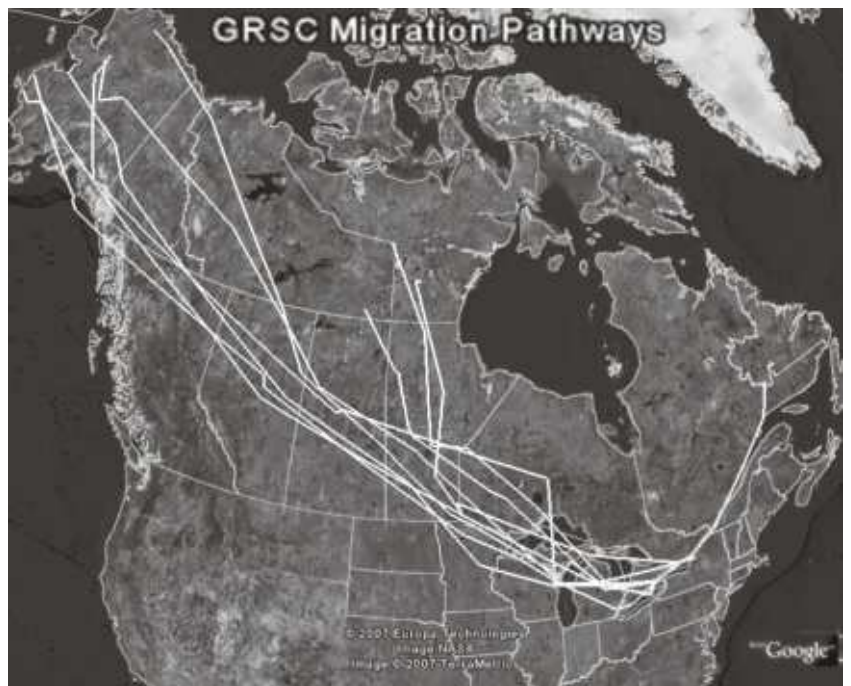 GRSC Migration Pathways
© 2007 Europa Technologies
Image NASA
Image © 2007 TerraMetrics
Google